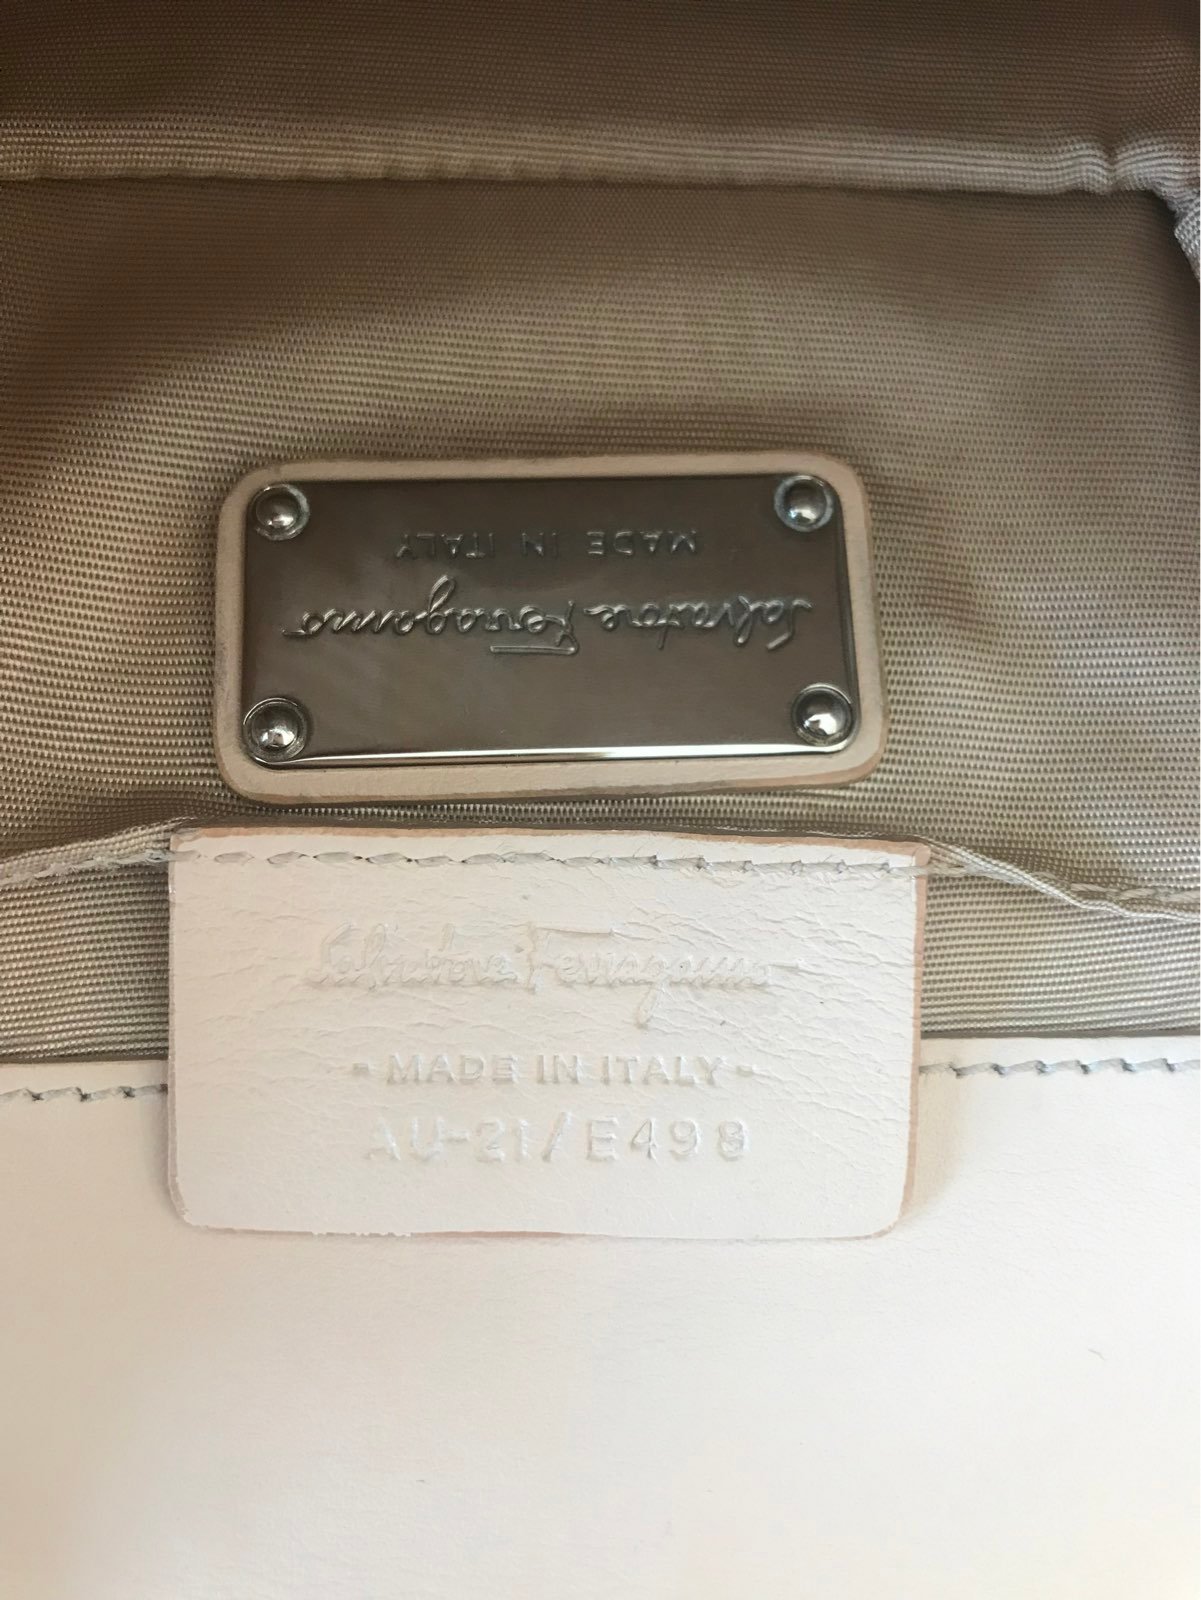 MADE IN ITALY
Salvatore Ferragamo
Salvatore Ferragamo
- MADE IN ITALY -
AU-21/E498